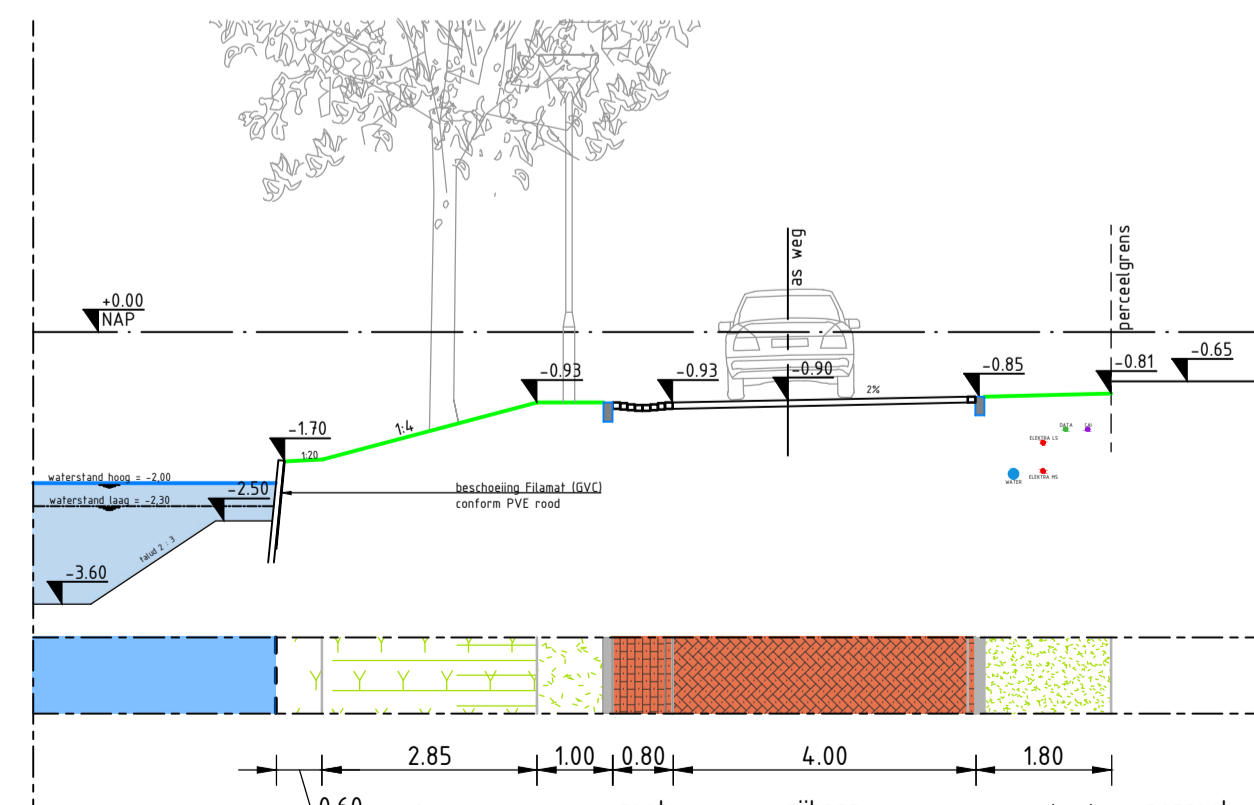 as weg
perceelgrens
+0.00
NAP
-0.93
-0.93
-0.90
-0.85
-0.81
-0.65
2%
-1.70
1:4
1:20
DATA
CAI
ELEKTRA LS
waterstand hoog = -2,00
WATER
ELEKTRA MS
waterstand laag = -2,30
-2.50
beschoeiing Filamat (GVC)
conform PVE rood
talud 2 : 3
-3.60
2.85
1.00
0.80
4.00
1.80
0.60